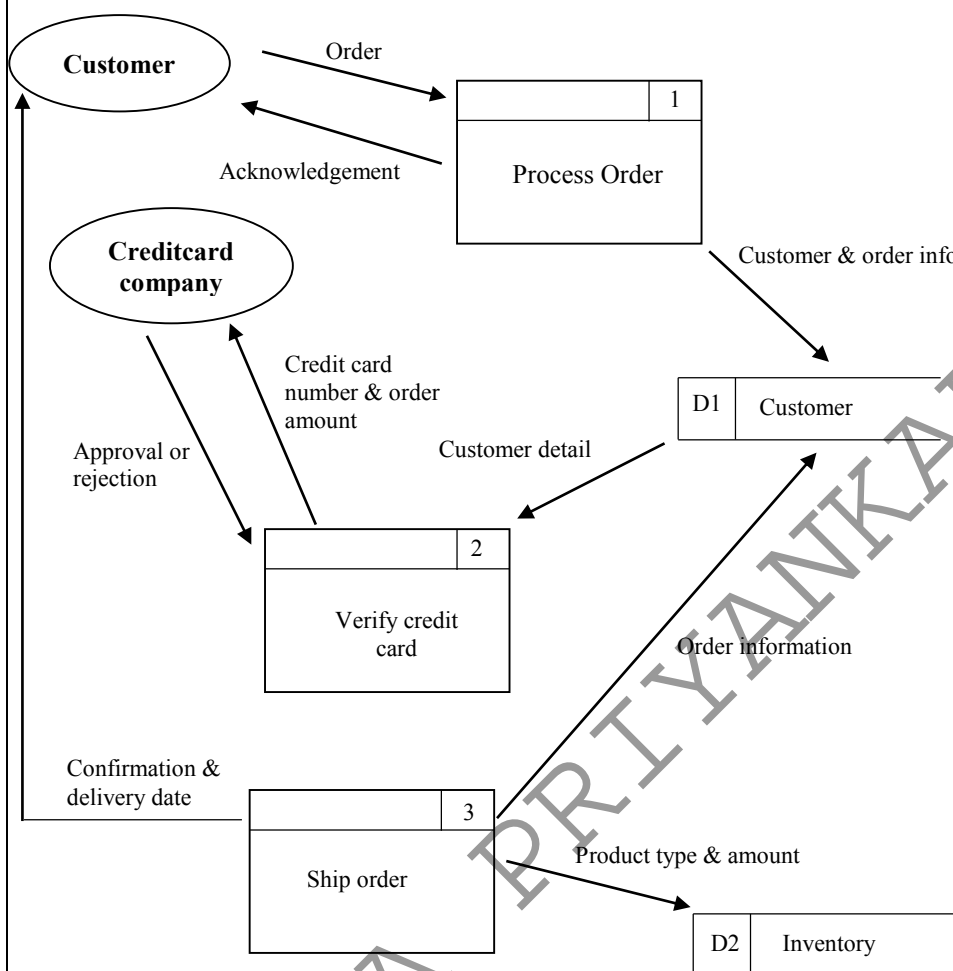 Customer
Order
1
Acknowledgement
Process Order
Creditcard
company
Customer & order info
Credit card
number & order
amount
D1
Customer
Approval or
rejection
Customer detail
2
Verify credit
card
Order information
Confirmation &
delivery date
3
Ship order
Product type & amount
D2
Inventory
PRIYANKA